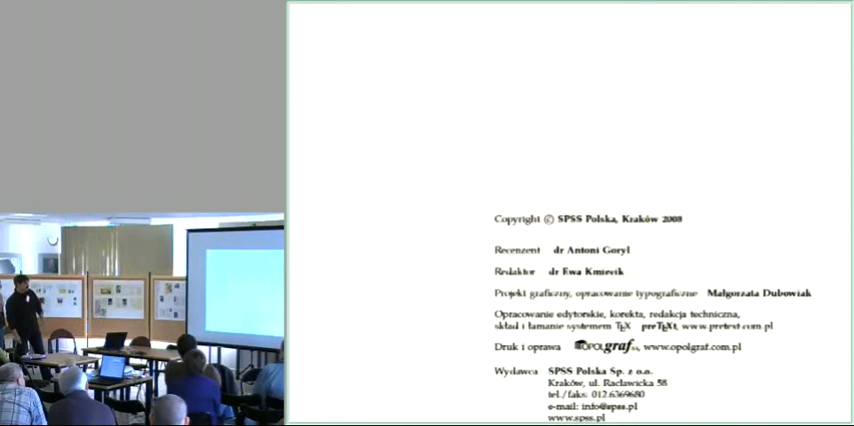 Copyright © SPSS Polska, Kraków 2008
Recenzent dr Antoni Goryl
Redaktor dr Ewa Kmiecik
Projekt graficzny, opracowanie typograficzne Małgorzata Dubowiak
Opracowanie edytorskie, korekta, redakcja techniczna,
skład i łamanie systemem TEX preTEXt, www.pretext.com.pl
Druk i oprawa OPOLgraf s.a., www.opolgraf.com.pl
Wydawca SPSS Polska Sp. z o.o.
Kraków, ul. Racławicka 58
tel./faks: 012.6369680
e-mail: info@spss.pl
www.spss.pl